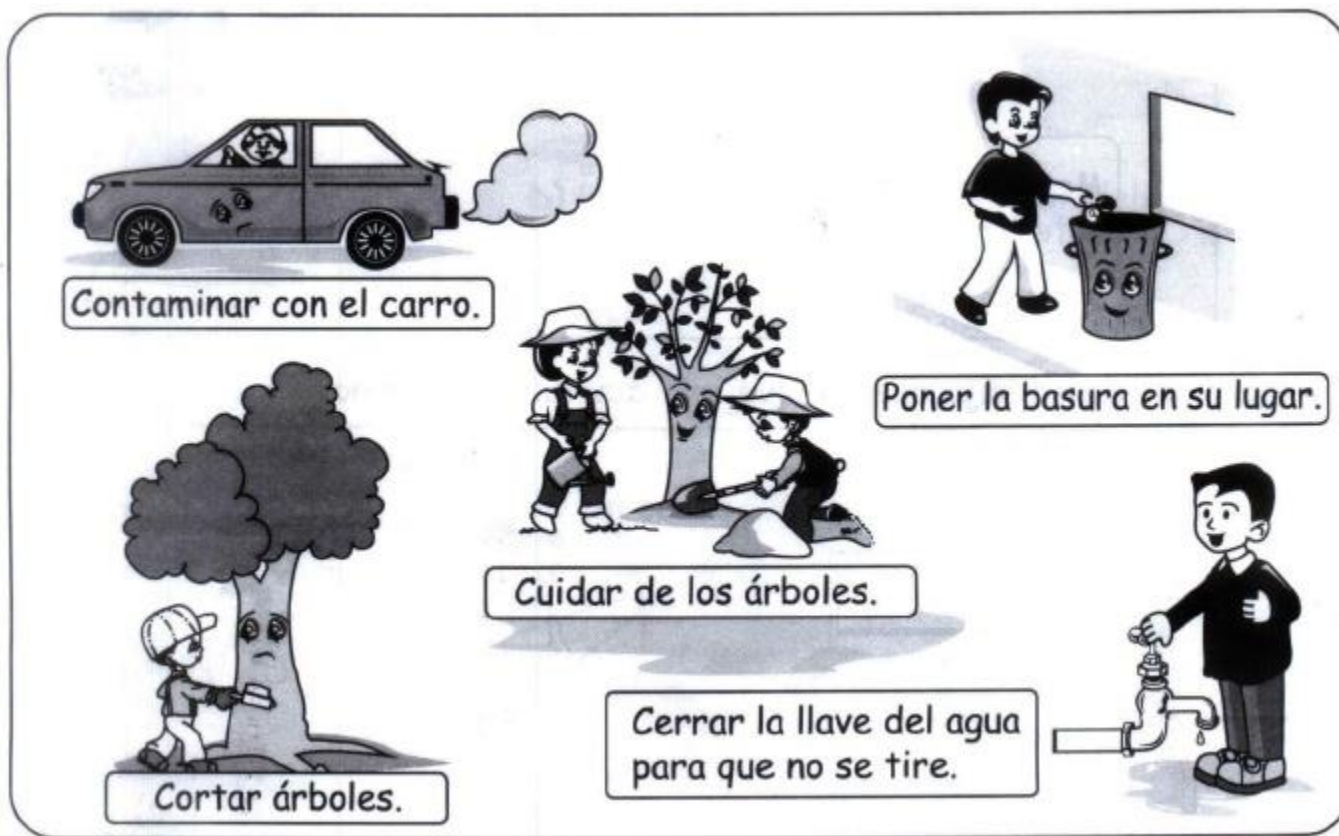 Contaminar con el carro.
Poner la basura en su lugar.
Cuidar de los árboles.
Cortar árboles.
Cerrar la llave del agua
para que no se tire.